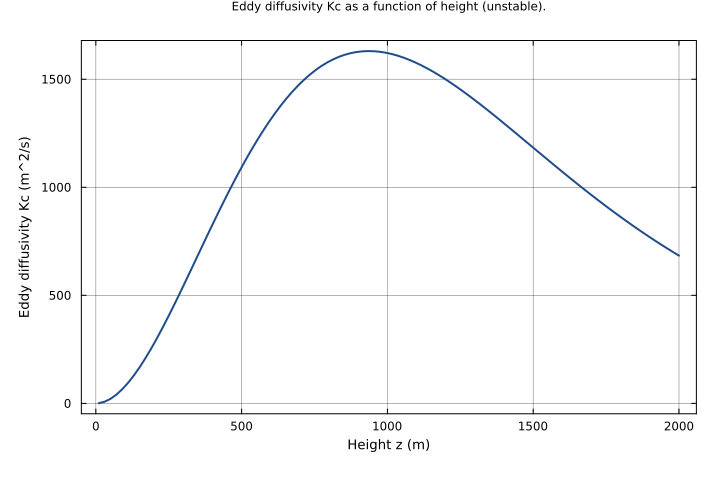 Eddy diffusivity Kc as a function of height (unstable).
Eddy diffusivity Kc (m^2/s)
1500
1000
500
0
0 500 1000 1500 2000
Height z (m)